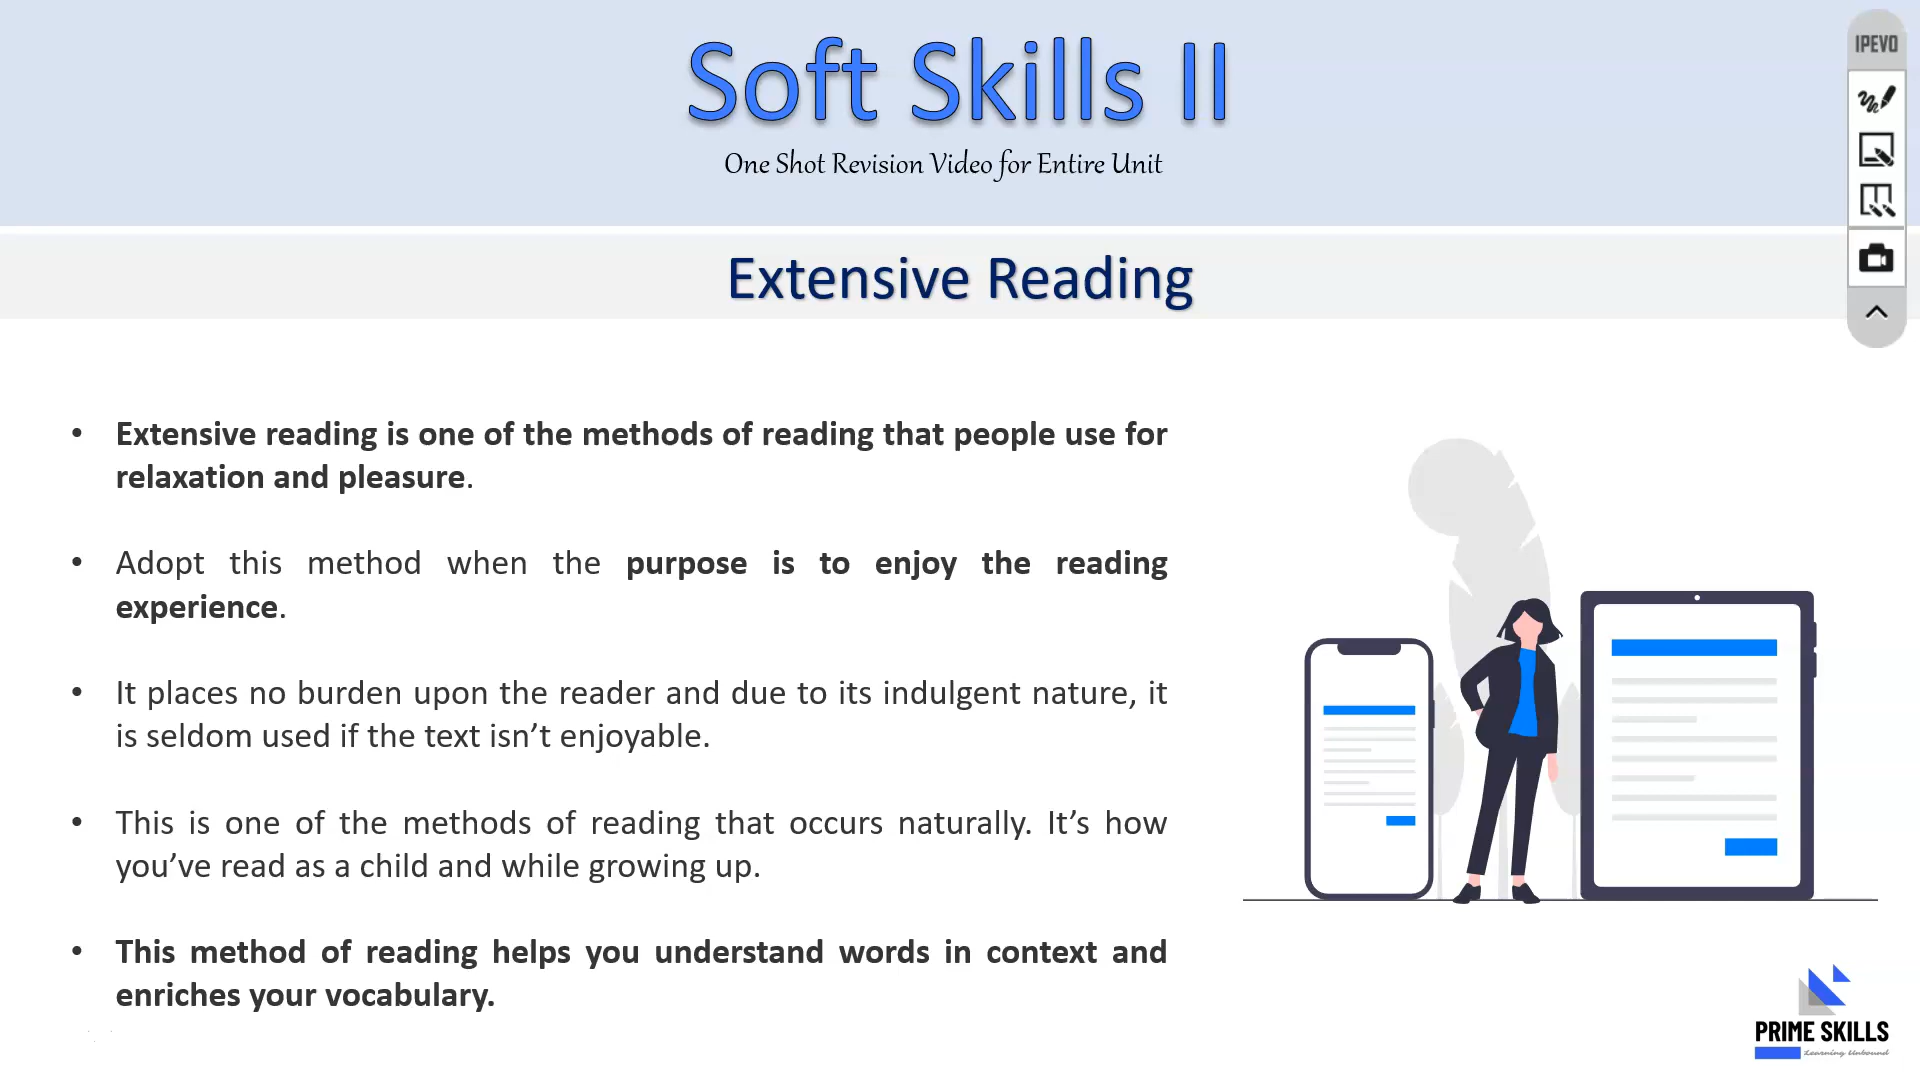 Soft Skills II
IPEVO
One Shot Revision Video for Entire Unit
Extensive Reading
• Extensive reading is one of the methods of reading that people use for
relaxation and pleasure.
• Adopt this method when the purpose is to enjoy the reading
experience.
• It places no burden upon the reader and due to its indulgent nature, it
is seldom used if the text isn’t enjoyable.
• This is one of the methods of reading that occurs naturally. It’s how
you’ve read as a child and while growing up.
• This method of reading helps you understand words in context and
enriches your vocabulary.
PRIME SKILLS
Learning Unbound